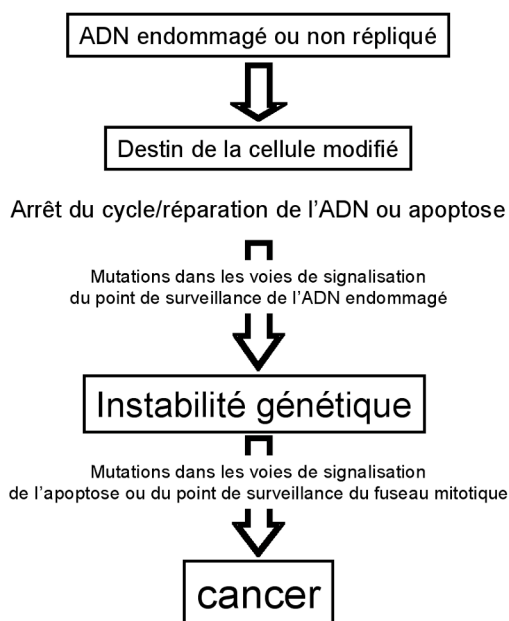 ADN endommagé ou non répliqué
Destin de la cellule modifié
Arrêt du cycle/réparation de l'ADN ou apoptose
Mutations dans les voies de signalisation
du point de surveillance de l'ADN endommagé
Instabilité génétique
Mutations dans les voies de signalisation
de l'apoptose ou du point de surveillance du fuseau mitotique
cancer